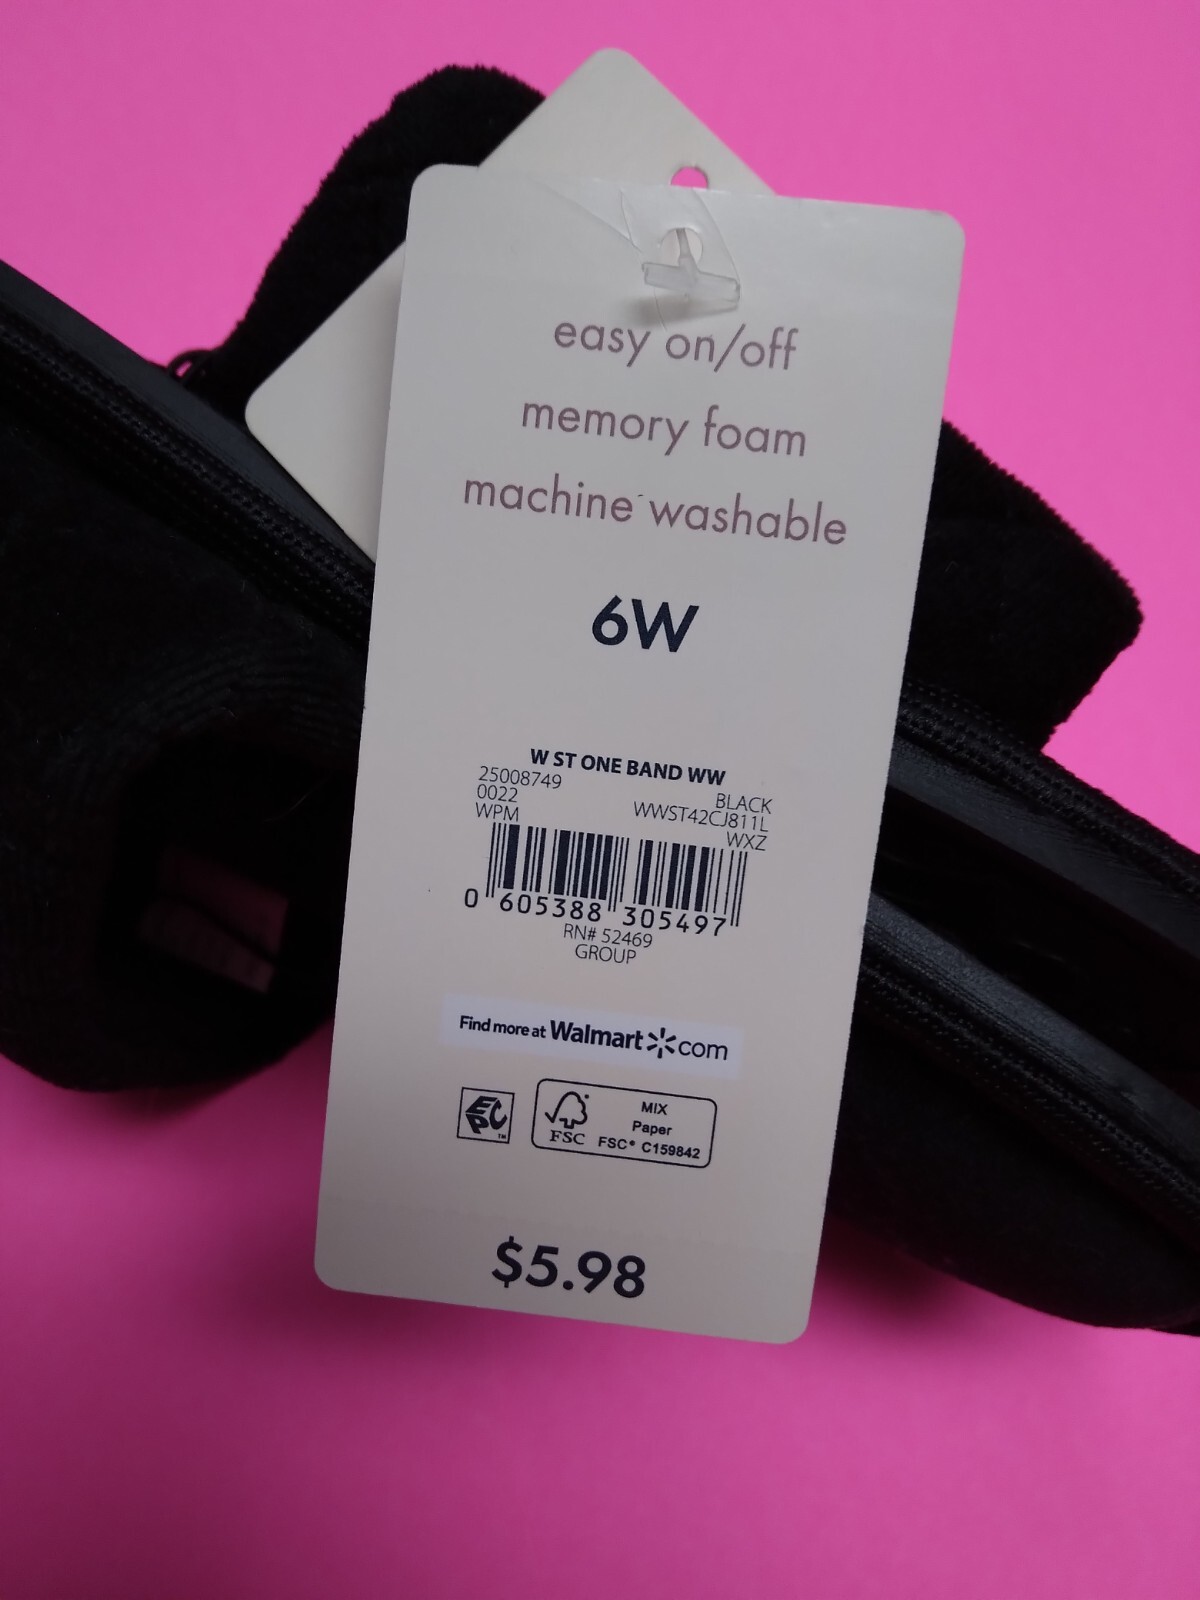 easy on/off
memory foam
machine washable
6W
W ST ONE BAND WW
25008749
BLACK
0022
WWST42CJ811L
WPM
WXZ
0 605388 305497
RN# 52469
GROUP
Find more at Walmart com
EPC™
FSC
MIX
Paper
FSC® C159842
$5.98